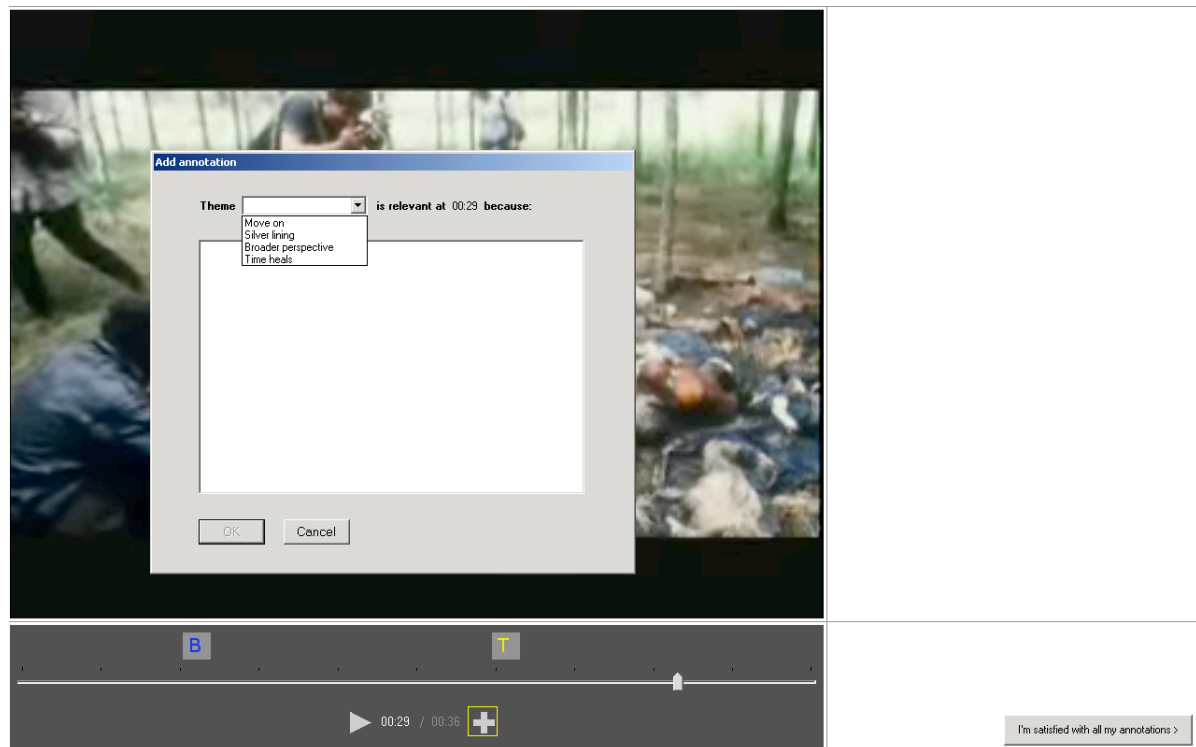 Add annotation
Theme is relevant at 00:29 because:
Move on
Silver lining
Broader perspective
Time heals
OK Cancel
B T
00:29 / 00:36
I'm satisfied with all my annotations >